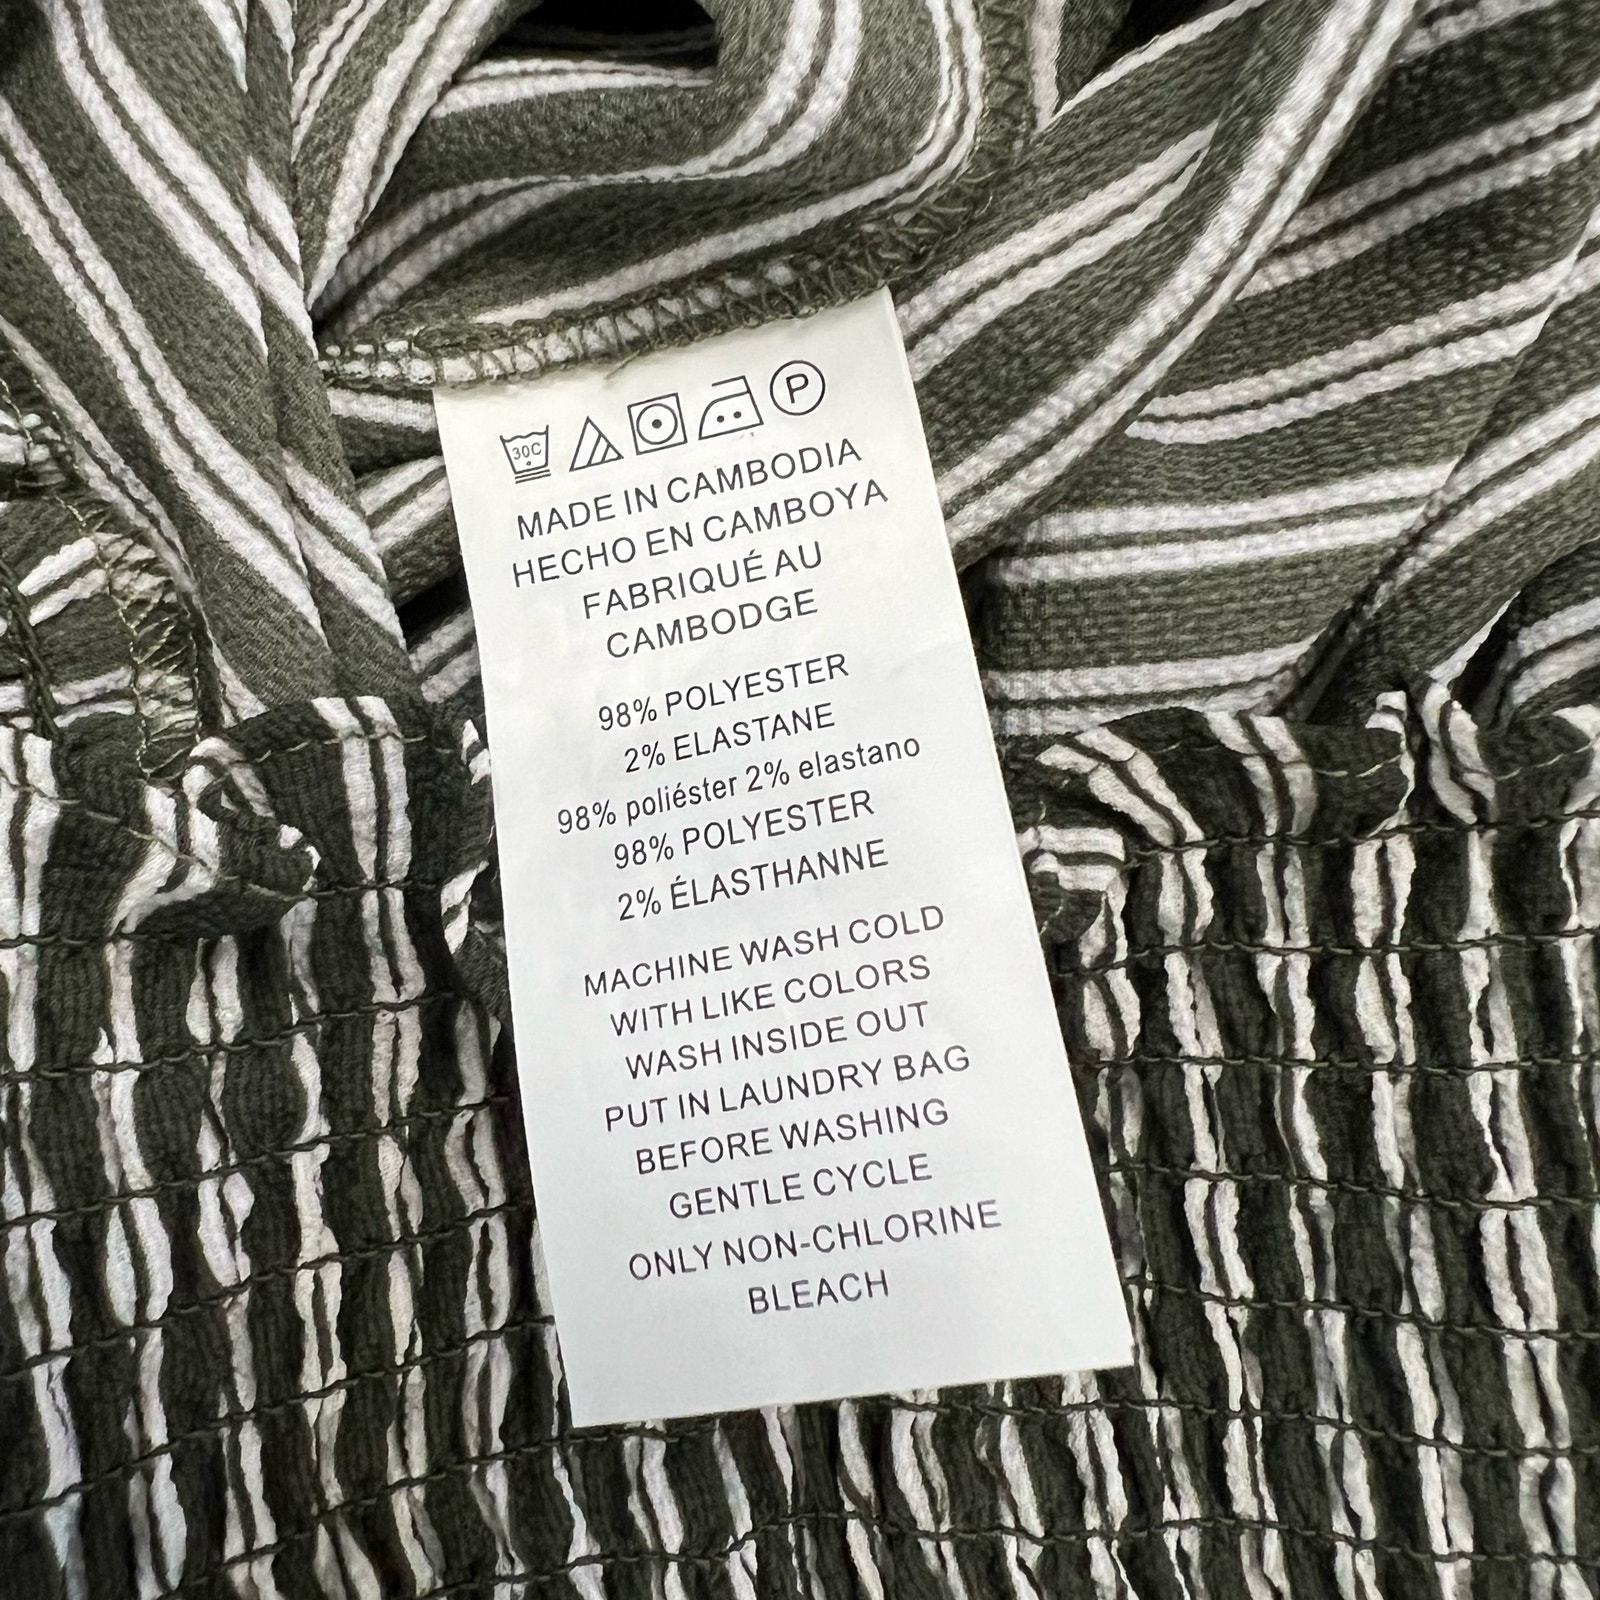 30C P
MADE IN CAMBODIA
HECHO EN CAMBOYA
FABRIQUÉ AU
CAMBODGE
98% POLYESTER
2% ELASTANE
98% poliéster 2% elastano
98% POLYESTER
2% ÉLASTHANNE
MACHINE WASH COLD
WITH LIKE COLORS
WASH INSIDE OUT
PUT IN LAUNDRY BAG
BEFORE WASHING
GENTLE CYCLE
ONLY NON-CHLORINE
BLEACH